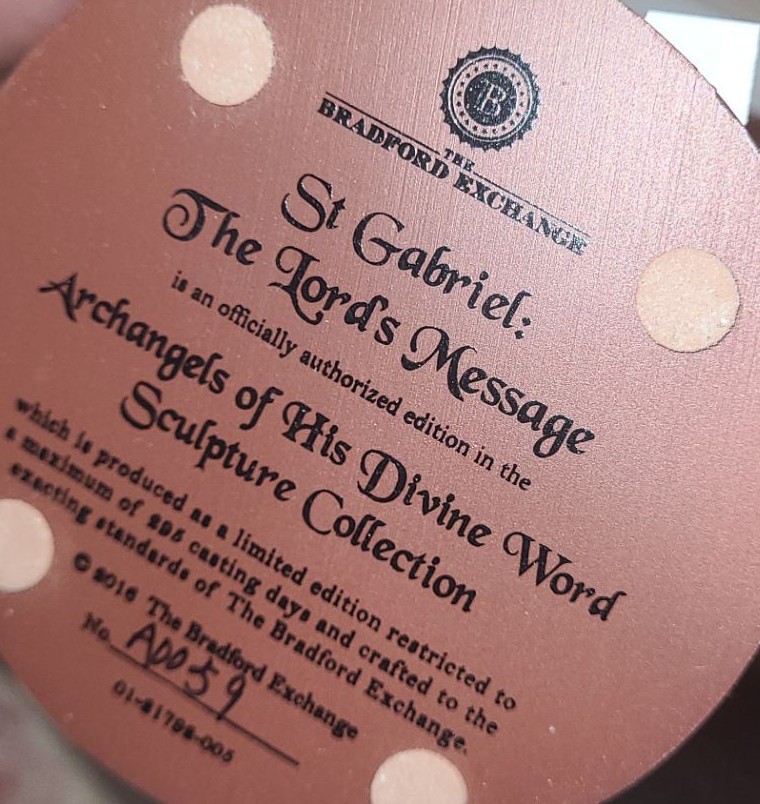 B
THE
BRADFORD EXCHANGE
St Gabriel:
The Lord's Message
is an officially authorized edition in the
Archangels of His Divine Word
Sculpture Collection
which is produced as a limited edition restricted to
a maximum of 295 casting days and crafted to the
exacting standards of The Bradford Exchange.
© 2016 The Bradford Exchange
No. A0059
01-21798-005